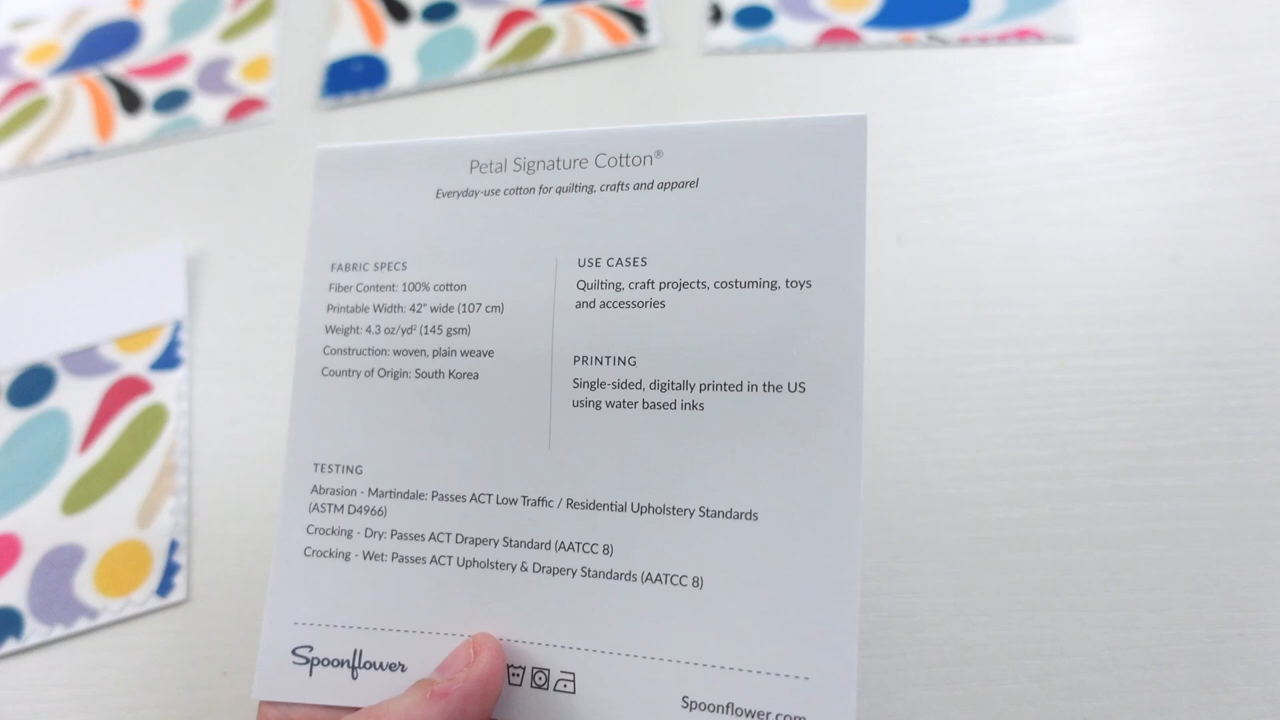 Petal Signature Cotton®
Everyday-use cotton for quilting, crafts and apparel
FABRIC SPECS
Fiber Content: 100% cotton
Printable Width: 42" wide (107 cm)
Weight: 4.3 oz/yd² (145 gsm)
Construction: woven, plain weave
Country of Origin: South Korea
USE CASES
Quilting, craft projects, costuming, toys
and accessories
PRINTING
Single-sided, digitally printed in the US
using water based inks
TESTING
Abrasion - Martindale: Passes ACT Low Traffic / Residential Upholstery Standards
(ASTM D4966)
Crocking - Dry: Passes ACT Drapery Standard (AATCC 8)
Crocking - Wet: Passes ACT Upholstery & Drapery Standards (AATCC 8)
Spoonflower
Spoonflower.com